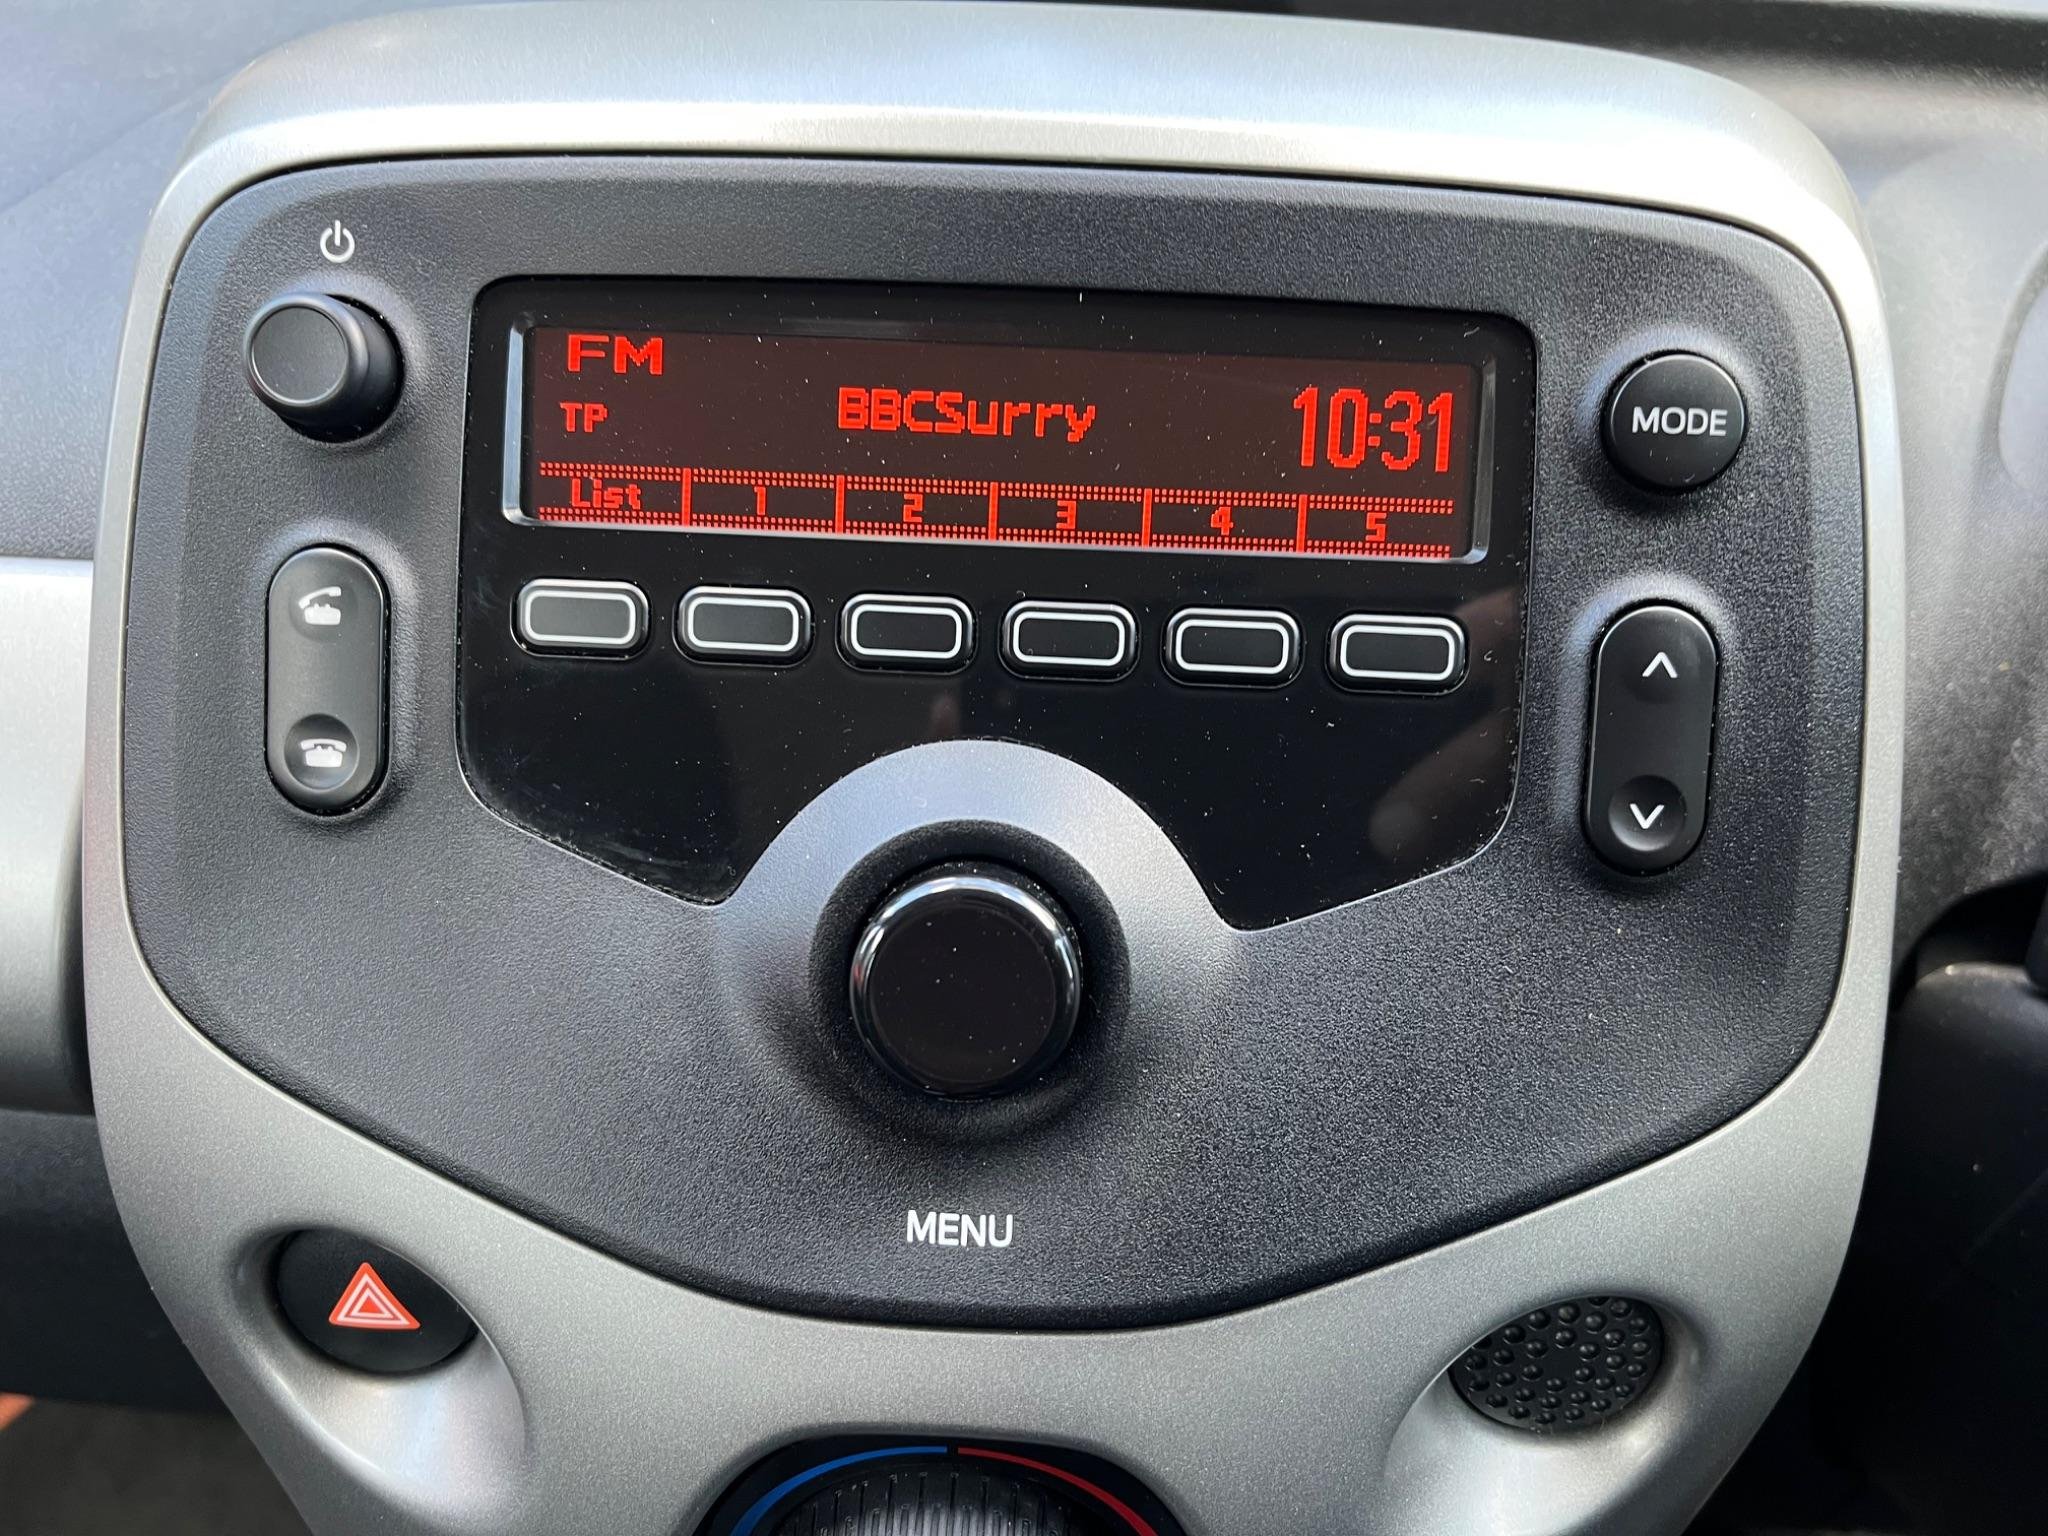 FM
TP
BBCSurry
10:31
MODE
List 1 2 3 4 5
MENU